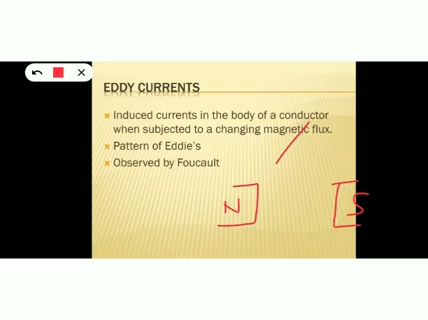 EDDY CURRENTS
Induced currents in the body of a conductor
when subjected to a changing magnetic flux.
Pattern of Eddie's
Observed by Foucault
N S